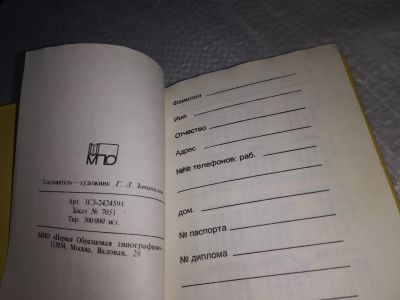 МПО
Составитель — художник Г. Л.
Арт. 1СЗ-2424591
Заказ № 7051
Тир. 500 000 экз.
МПО «Первая Образцовая типография»
113054, Москва, Валовая, 28
Фамилия
Имя
Отчество
Адрес
№№ телефонов: раб.
дом.
№ паспорта
№ диплома